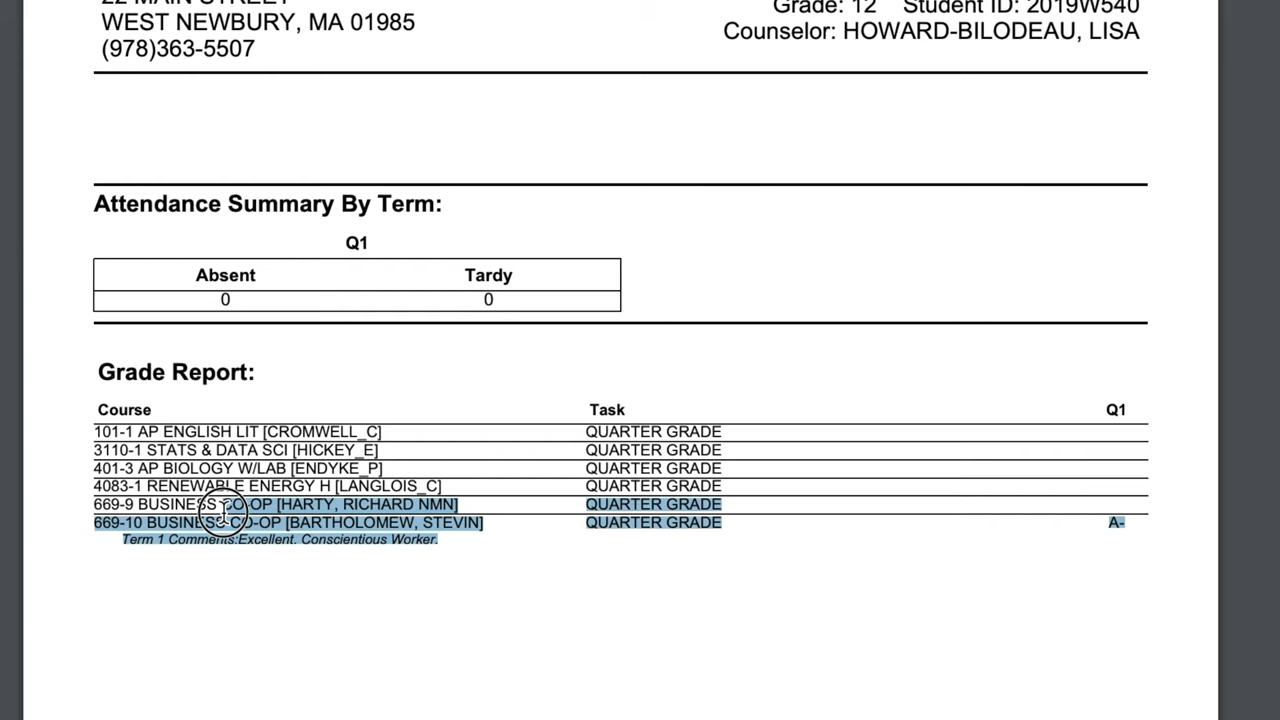 22 MAIN STREET
WEST NEWBURY, MA 01985
(978)363-5507
Grade: 12 Student ID: 2019W540
Counselor: HOWARD-BILODEAU, LISA
Attendance Summary By Term:
Q1
Absent Tardy
0 0
Grade Report:
Course Task Q1
101-1 AP ENGLISH LIT [CROMWELL_C] QUARTER GRADE
3110-1 STATS & DATA SCI [HICKEY_E] QUARTER GRADE
401-3 AP BIOLOGY W/LAB [ENDYKE_P] QUARTER GRADE
4083-1 RENEWABLE ENERGY H [LANGLOIS_C] QUARTER GRADE
669-9 BUSINESS CO-OP [HARTY, RICHARD NMN] QUARTER GRADE
669-10 BUSINESS CO-OP [BARTHOLOMEW, STEVIN] QUARTER GRADE A-
Term 1 Comments:Excellent. Conscientious Worker.